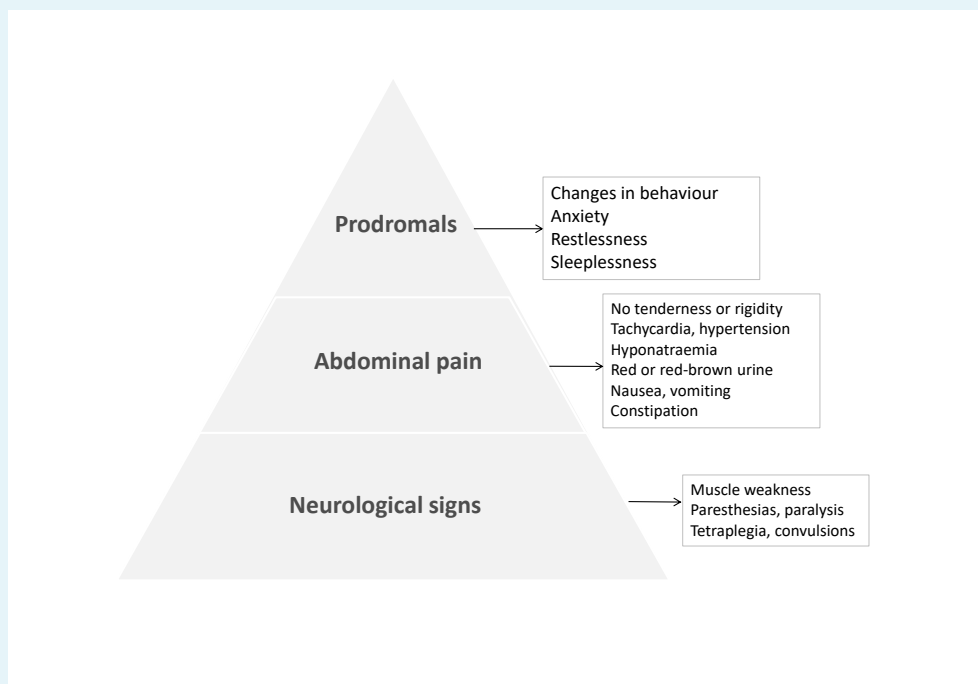 Prodromals
Changes in behaviour
Anxiety
Restlessness
Sleeplessness
Abdominal pain
No tenderness or rigidity
Tachycardia, hypertension
Hyponatraemia
Red or red-brown urine
Nausea, vomiting
Constipation
Neurological signs
Muscle weakness
Paresthesias, paralysis
Tetraplegia, convulsions